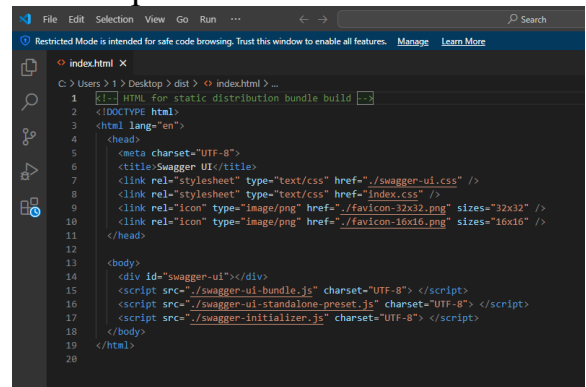 File Edit Selection View Go Run ... Search
Restricted Mode is intended for safe code browsing. Trust this window to enable all features. Manage Learn More
index.html
C: > Users > 1 > Desktop > dist > index.html > ...
1 <!-- HTML for static distribution bundle build -->
2 <!DOCTYPE html>
3 <html lang="en">
4 <head>
5 <meta charset="UTF-8">
6 <title>Swagger UI</title>
7 <link rel="stylesheet" type="text/css" href="./swagger-ui.css" />
8 <link rel="stylesheet" type="text/css" href="index.css" />
9 <link rel="icon" type="image/png" href="./favicon-32x32.png" sizes="32x32" />
10 <link rel="icon" type="image/png" href="./favicon-16x16.png" sizes="16x16" />
11 </head>
12
13 <body>
14 <div id="swagger-ui"></div>
15 <script src="./swagger-ui-bundle.js" charset="UTF-8"> </script>
16 <script src="./swagger-ui-standalone-preset.js" charset="UTF-8"> </script>
17 <script src="./swagger-initializer.js" charset="UTF-8"> </script>
18 </body>
19 </html>
20